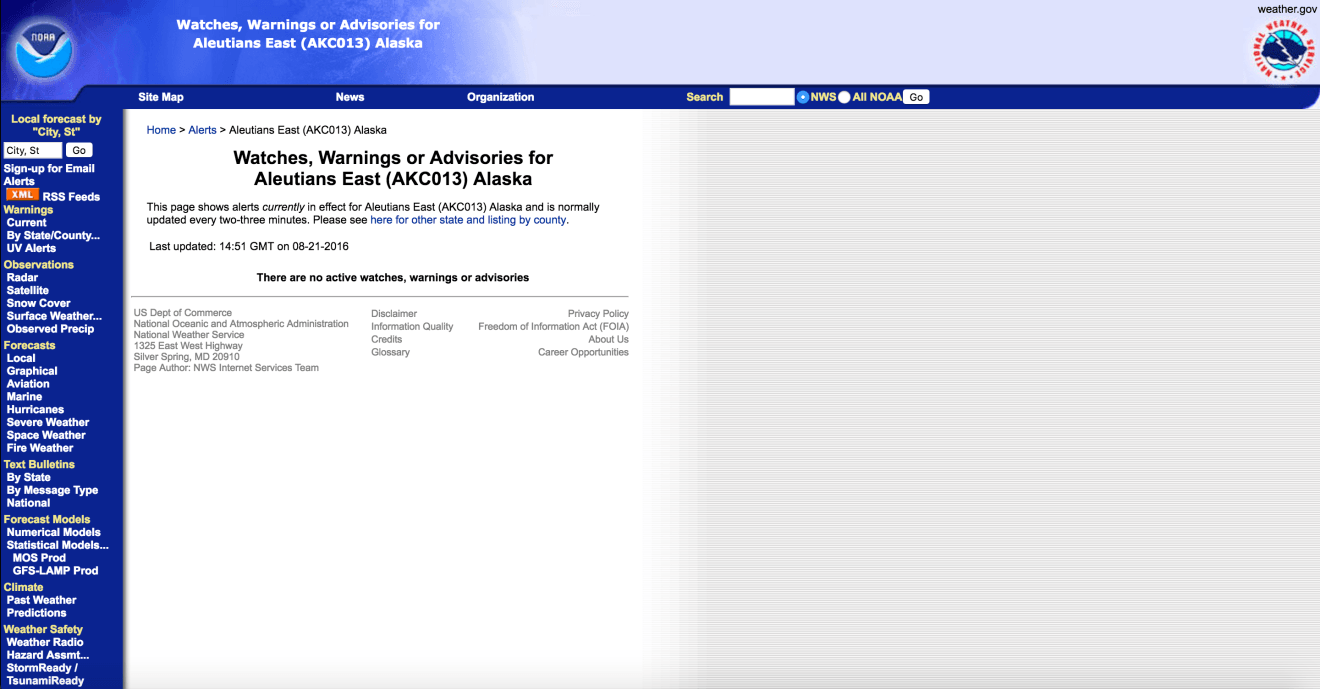 weather.gov
NOAA
Watches, Warnings or Advisories for
Aleutians East (AKC013) Alaska
NATIONAL WEATHER SERVICE
Site Map News Organization Search NWS All NOAA Go
Local forecast by
"City, St"
City, St Go
Sign-up for Email
Alerts
XML RSS Feeds
Warnings
Current
By State/County...
UV Alerts
Observations
Radar
Satellite
Snow Cover
Surface Weather...
Observed Precip
Forecasts
Local
Graphical
Aviation
Marine
Hurricanes
Severe Weather
Space Weather
Fire Weather
Text Bulletins
By State
By Message Type
National
Forecast Models
Numerical Models
Statistical Models...
MOS Prod
GFS-LAMP Prod
Climate
Past Weather
Predictions
Weather Safety
Weather Radio
Hazard Assmt...
StormReady /
TsunamiReady
Home > Alerts > Aleutians East (AKC013) Alaska
Watches, Warnings or Advisories for
Aleutians East (AKC013) Alaska
This page shows alerts currently in effect for Aleutians East (AKC013) Alaska and is normally
updated every two-three minutes. Please see here for other state and listing by county.
Last updated: 14:51 GMT on 08-21-2016
There are no active watches, warnings or advisories
US Dept of Commerce
National Oceanic and Atmospheric Administration
National Weather Service
1325 East West Highway
Silver Spring, MD 20910
Page Author: NWS Internet Services Team
Disclaimer
Information Quality
Credits
Glossary
Privacy Policy
Freedom of Information Act (FOIA)
About Us
Career Opportunities